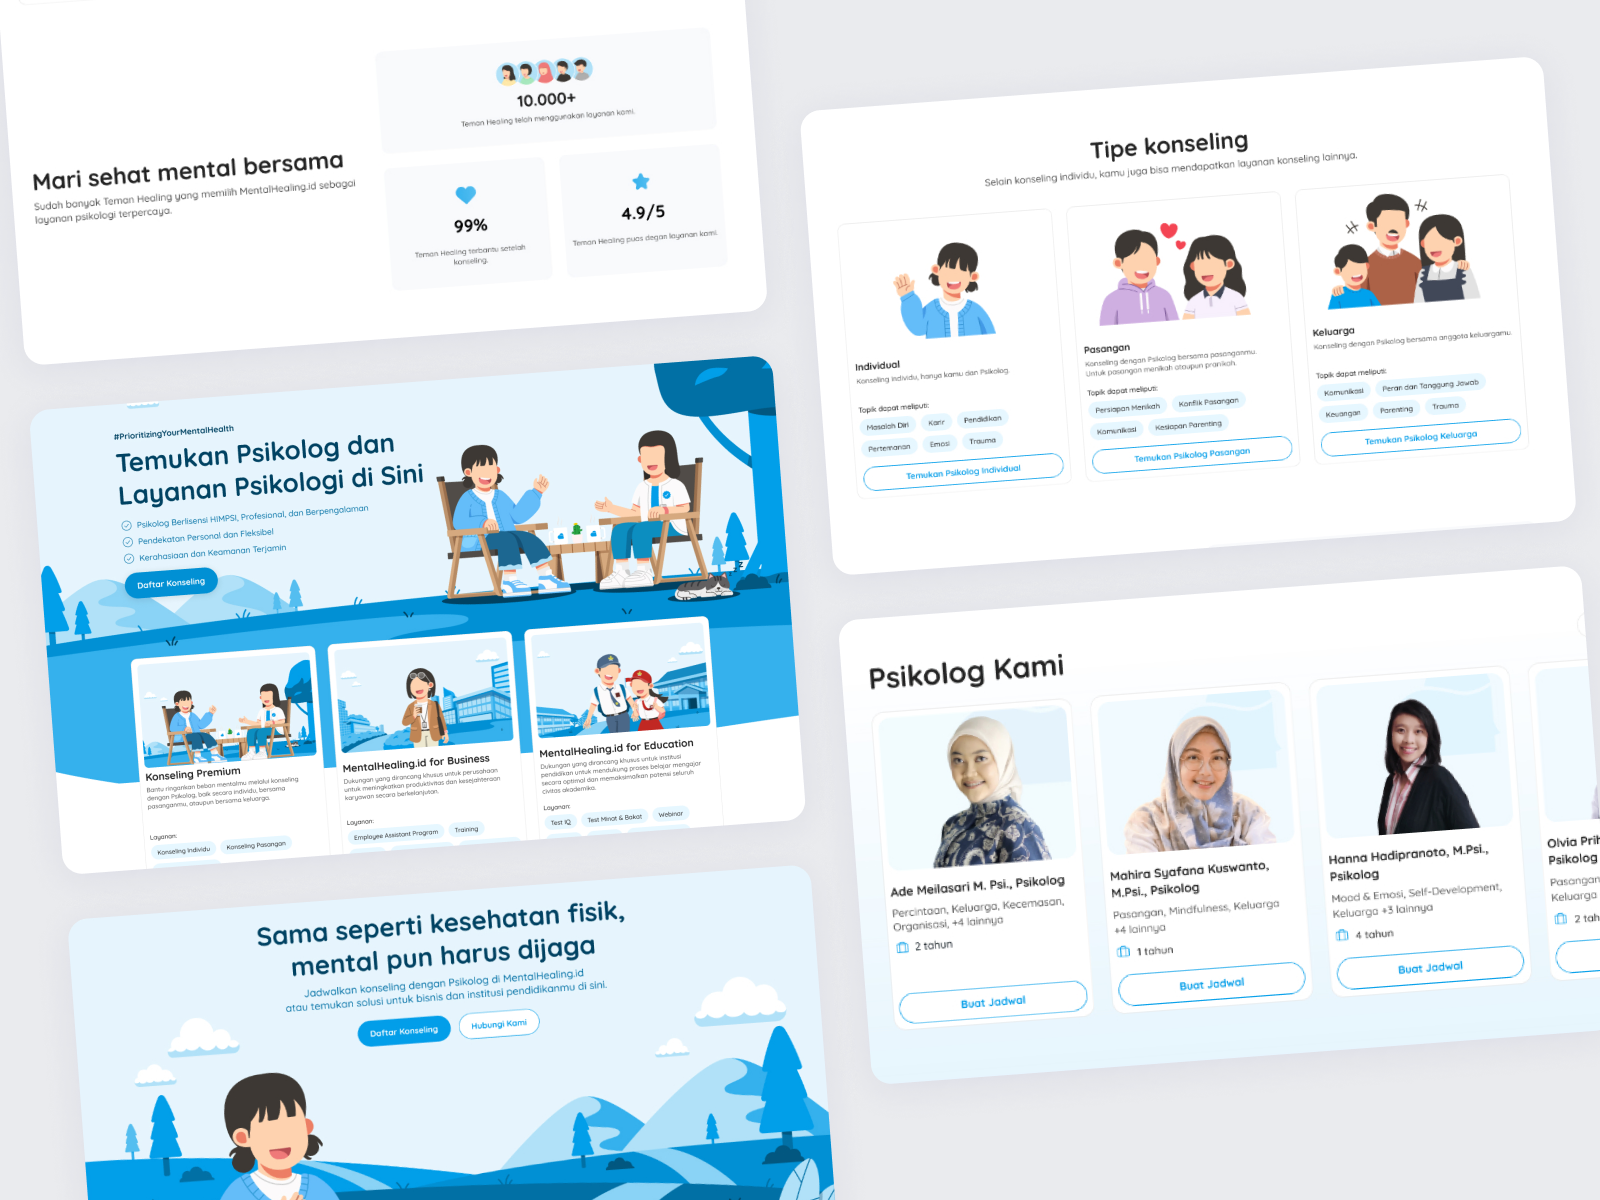 Mari sehat mental bersama
Sudah banyak Teman Healing yang memilih MentalHealing.id sebagai
layanan psikologi terpercaya.
10.000+
Teman Healing telah menggunakan layanan kami.
99%
Teman Healing terbantu setelah
konseling.
4.9/5
Teman Healing puas degan layanan kami.
#PrioritizingYourMentalHealth
Temukan Psikolog dan
Layanan Psikologi di Sini
Psikolog Berlisensi HIMPSI, Profesional, dan Berpengalaman
Pendekatan Personal dan Fleksibel
Kerahasiaan dan Keamanan Terjamin
Daftar Konseling
Konseling Premium
Bantu ringankan beban mentalmu melalui konseling
dengan Psikolog, baik secara individu, bersama
pasanganmu, ataupun bersama keluarga.
Layanan:
Konseling Individu
Konseling Pasangan
MentalHealing.id for Business
Dukungan yang dirancang khusus untuk perusahaan
untuk meningkatkan produktivitas dan kesejahteraan
karyawan secara berkelanjutan.
Layanan:
Employee Assistant Program
Training
MentalHealing.id for Education
Dukungan yang dirancang khusus untuk institusi
pendidikan untuk mendukung proses belajar mengajar
secara optimal dan memaksimalkan potensi seluruh
civitas akademika.
Layanan:
Test IQ
Test Minat & Bakat
Webinar
Sama seperti kesehatan fisik,
mental pun harus dijaga
Jadwalkan konseling dengan Psikolog di MentalHealing.id
atau temukan solusi untuk bisnis dan institusi pendidikanmu di sini.
Daftar Konseling
Hubungi Kami
Tipe konseling
Selain konseling individu, kamu juga bisa mendapatkan layanan konseling lainnya.
Individual
Konseling individu, hanya kamu dan Psikolog.
Topik dapat meliputi:
Masalah Diri
Karir
Pendidikan
Pertemanan
Emosi
Trauma
Temukan Psikolog Individual
Pasangan
Konseling dengan Psikolog bersama pasanganmu.
Untuk pasangan menikah ataupun pranikah.
Topik dapat meliputi:
Persiapan Menikah
Konflik Pasangan
Komunikasi
Kesiapan Parenting
Temukan Psikolog Pasangan
Keluarga
Konseling dengan Psikolog bersama anggota keluargamu.
Topik dapat meliputi:
Komunikasi
Peran dan Tanggung Jawab
Keuangan
Parenting
Trauma
Temukan Psikolog Keluarga
Psikolog Kami
Ade Meilasari M. Psi., Psikolog
Percintaan, Keluarga, Kecemasan,
Organisasi, +4 lainnya
2 tahun
Buat Jadwal
Mahira Syafana Kuswanto,
M.Psi., Psikolog
Pasangan, Mindfulness, Keluarga
+4 lainnya
1 tahun
Buat Jadwal
Hanna Hadipranoto, M.Psi.,
Psikolog
Mood & Emosi, Self-Development,
Keluarga +3 lainnya
4 tahun
Buat Jadwal
Olvia Prih
Psikolog
Pasangan
Keluarga
2 tah